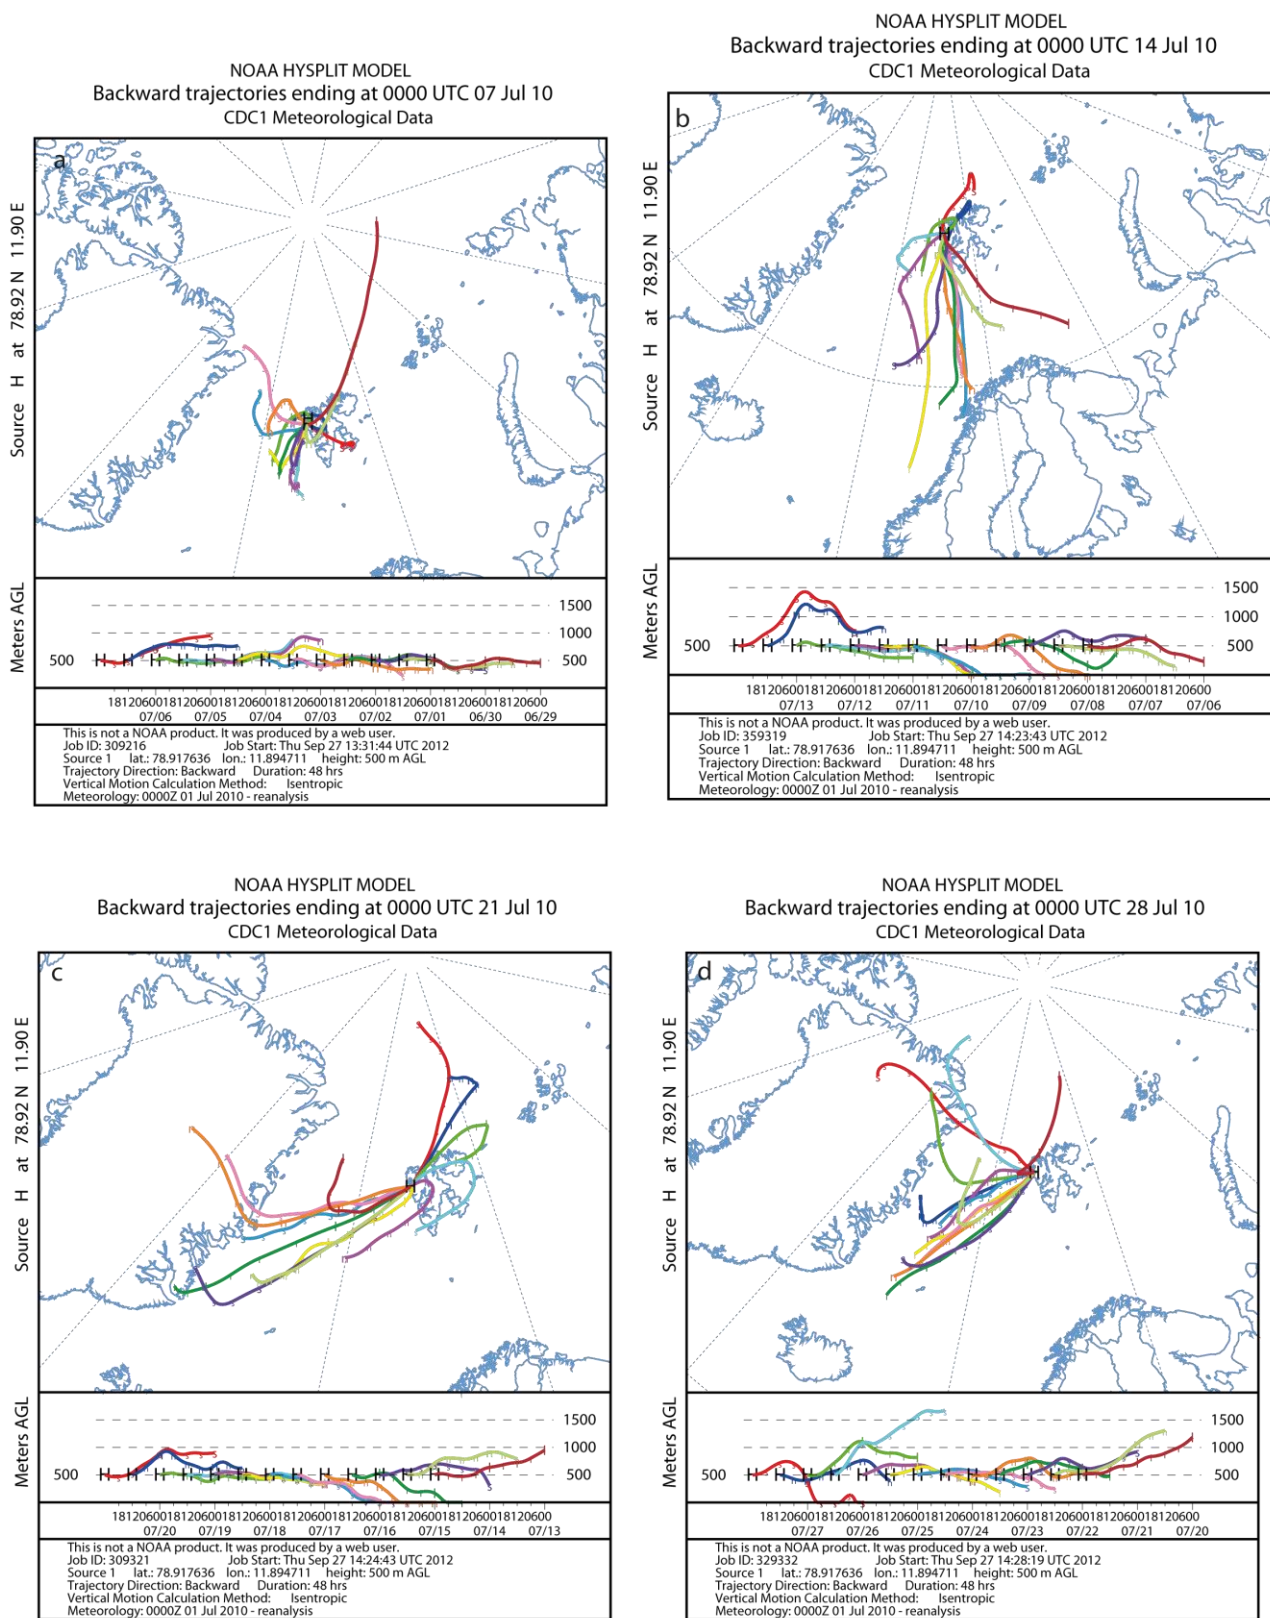 NOAA HYSPLIT MODEL
Backward trajectories ending at 0000 UTC 07 Jul 10
CDC1 Meteorological Data
a
Source H at 78.92 N 11.90 E
Meters AGL
1500
1000
500
500
181206001812060018120600181206001812060018120600181206001812 0600
07/06 07/05 07/04 07/03 07/02 07/01 06/30 06/29
This is not a NOAA product. It was produced by a web user.
Job ID: 309216 Job Start: Thu Sep 27 13:31:44 UTC 2012
Source 1 lat.: 78.917636 lon.: 11.894711 height: 500 m AGL
Trajectory Direction: Backward Duration: 48 hrs
Vertical Motion Calculation Method: Isentropic
Meteorology: 0000Z 01 Jul 2010 - reanalysis
NOAA HYSPLIT MODEL
Backward trajectories ending at 0000 UTC 14 Jul 10
CDC1 Meteorological Data
b
Source H at 78.92 N 11.90 E
Meters AGL
1500
1000
500
500
1812060018120600181206001812060018120600181206001812060018120600
07/13 07/12 07/11 07/10 07/09 07/08 07/07 07/06
This is not a NOAA product. It was produced by a web user.
Job ID: 359319 Job Start: Thu Sep 27 14:23:43 UTC 2012
Source 1 lat.: 78.917636 lon.: 11.894711 height: 500 m AGL
Trajectory Direction: Backward Duration: 48 hrs
Vertical Motion Calculation Method: Isentropic
Meteorology: 0000Z 01 Jul 2010 - reanalysis
NOAA HYSPLIT MODEL
Backward trajectories ending at 0000 UTC 21 Jul 10
CDC1 Meteorological Data
c
Source H at 78.92 N 11.90 E
Meters AGL
1500
1000
500
500
1812060018120600181206001812060018120600181206001812060018120600
07/20 07/19 07/18 07/17 07/16 07/15 07/14 07/13
This is not a NOAA product. It was produced by a web user.
Job ID: 309321 Job Start: Thu Sep 27 14:24:43 UTC 2012
Source 1 lat.: 78.917636 lon.: 11.894711 height: 500 m AGL
Trajectory Direction: Backward Duration: 48 hrs
Vertical Motion Calculation Method: Isentropic
Meteorology: 0000Z 01 Jul 2010 - reanalysis
NOAA HYSPLIT MODEL
Backward trajectories ending at 0000 UTC 28 Jul 10
CDC1 Meteorological Data
d
Source H at 78.92 N 11.90 E
Meters AGL
1500
1000
500
500
1812060018120600181206001812060018120600181206001812060018120600
07/27 07/26 07/25 07/24 07/23 07/22 07/21 07/20
This is not a NOAA product. It was produced by a web user.
Job ID: 329332 Job Start: Thu Sep 27 14:28:19 UTC 2012
Source 1 lat.: 78.917636 lon.: 11.894711 height: 500 m AGL
Trajectory Direction: Backward Duration: 48 hrs
Vertical Motion Calculation Method: Isentropic
Meteorology: 0000Z 01 Jul 2010 - reanalysis